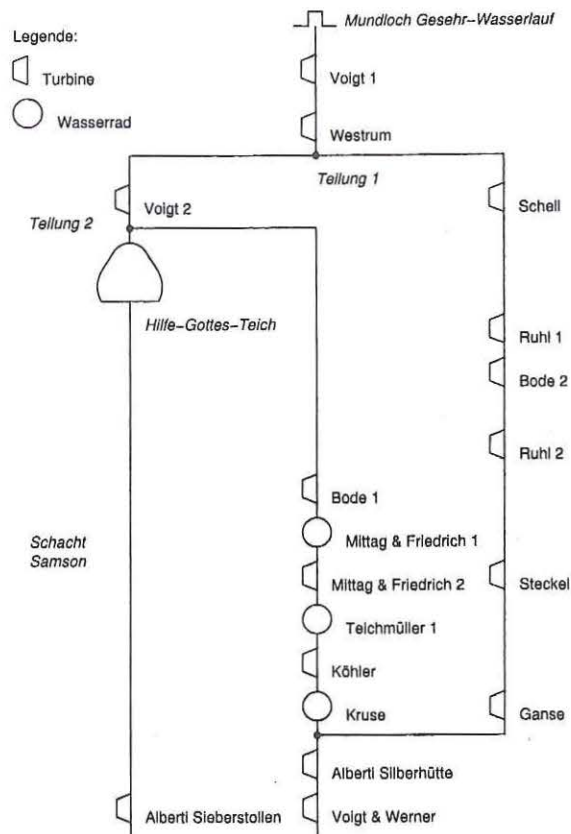 Mundloch Gesehr-Wasserlauf
Legende:
Turbine
Wasserrad
Voigt 1
Westrum
Teilung 1
Voigt 2
Schell
Teilung 2
Hilfe-Gottes-Teich
Ruhl 1
Bode 2
Ruhl 2
Bode 1
Schacht
Samson
Mittag & Friedrich 1
Mittag & Friedrich 2
Steckel
Teichmüller 1
Köhler
Kruse
Ganse
Alberti Silberhütte
Alberti Sieberstollen
Voigt & Werner